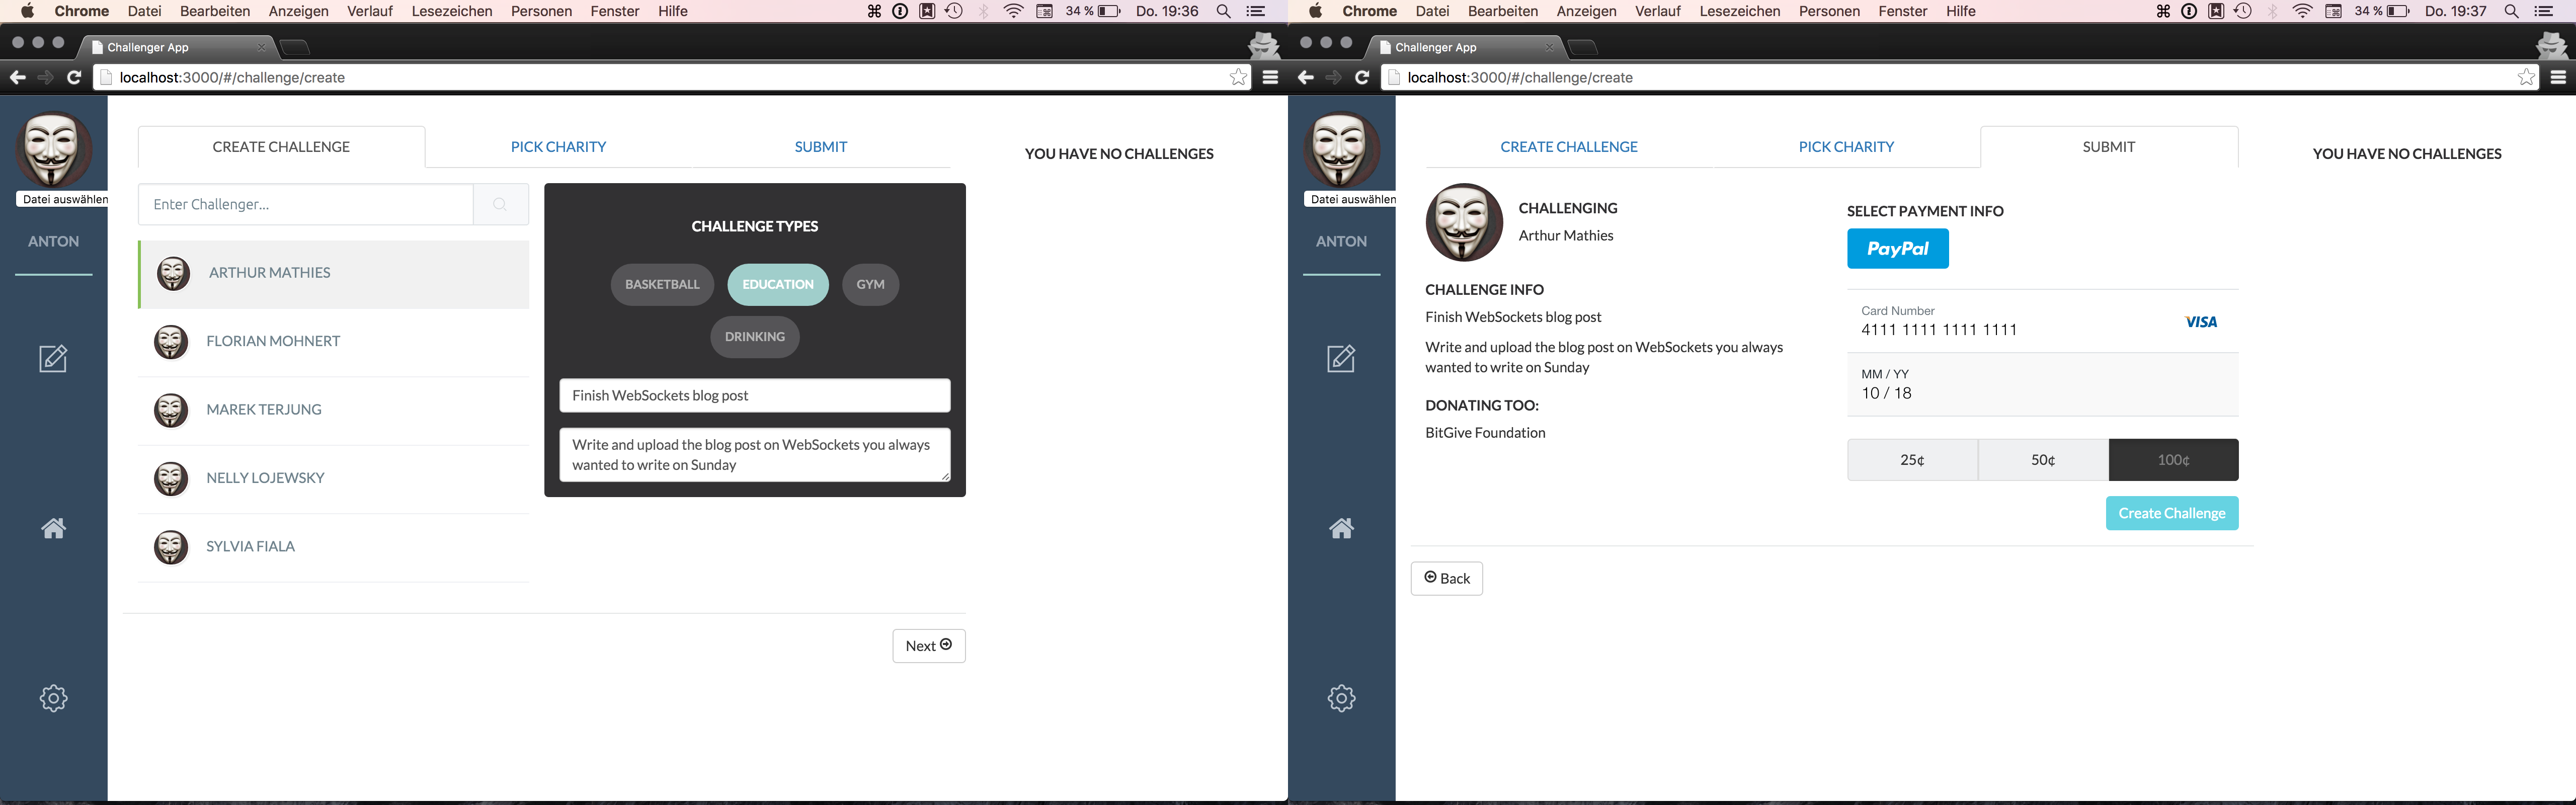 Chrome Datei Bearbeiten Anzeigen Verlauf Lesezeichen Personen Fenster Hilfe 34 % Do. 19:36
Challenger App
localhost:3000/#/challenge/create
Datei auswählen
ANTON
CREATE CHALLENGE PICK CHARITY SUBMIT
YOU HAVE NO CHALLENGES
Enter Challenger...
ARTHUR MATHIES
FLORIAN MOHNERT
MAREK TERJUNG
NELLY LOJEWSKY
SYLVIA FIALA
CHALLENGE TYPES
BASKETBALL EDUCATION GYM
DRINKING
Finish WebSockets blog post
Write and upload the blog post on WebSockets you always
wanted to write on Sunday
Next
Chrome Datei Bearbeiten Anzeigen Verlauf Lesezeichen Personen Fenster Hilfe 34 % Do. 19:37
Challenger App
localhost:3000/#/challenge/create
Datei auswählen
ANTON
CREATE CHALLENGE PICK CHARITY SUBMIT
YOU HAVE NO CHALLENGES
CHALLENGING
Arthur Mathies
CHALLENGE INFO
Finish WebSockets blog post
Write and upload the blog post on WebSockets you always
wanted to write on Sunday
DONATING TOO:
BitGive Foundation
SELECT PAYMENT INFO
PayPal
Card Number
4111 1111 1111 1111
VISA
MM / YY
10 / 18
25¢ 50¢ 100¢
Create Challenge
Back